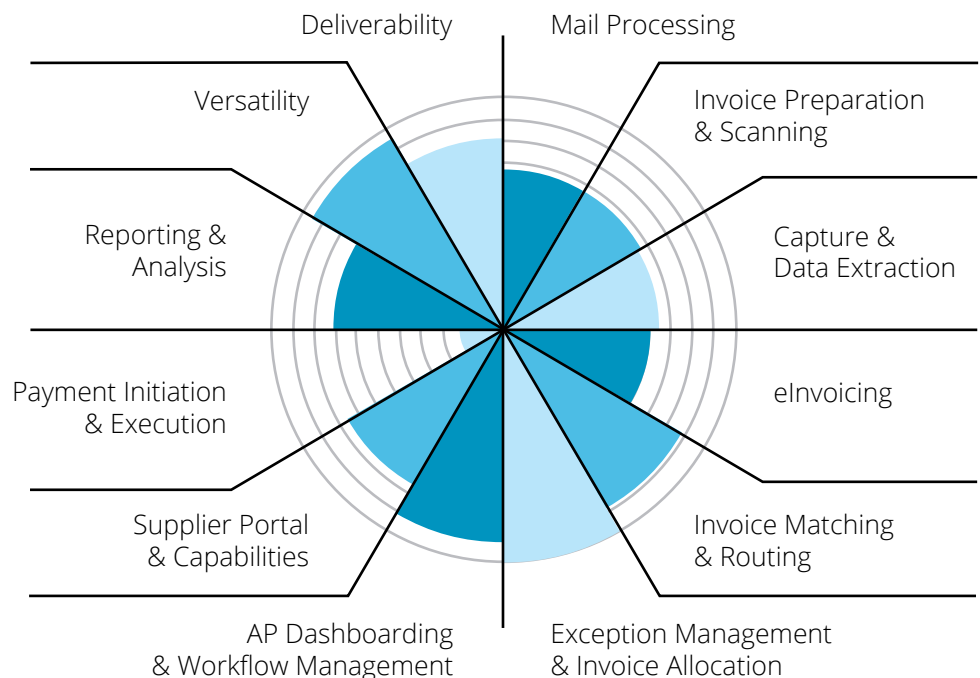 Deliverability
Mail Processing
Versatility
Invoice Preparation
& Scanning
Reporting &
Analysis
Capture &
Data Extraction
Payment Initiation
& Execution
eInvoicing
Supplier Portal
& Capabilities
Invoice Matching
& Routing
AP Dashboarding
& Workflow Management
Exception Management
& Invoice Allocation